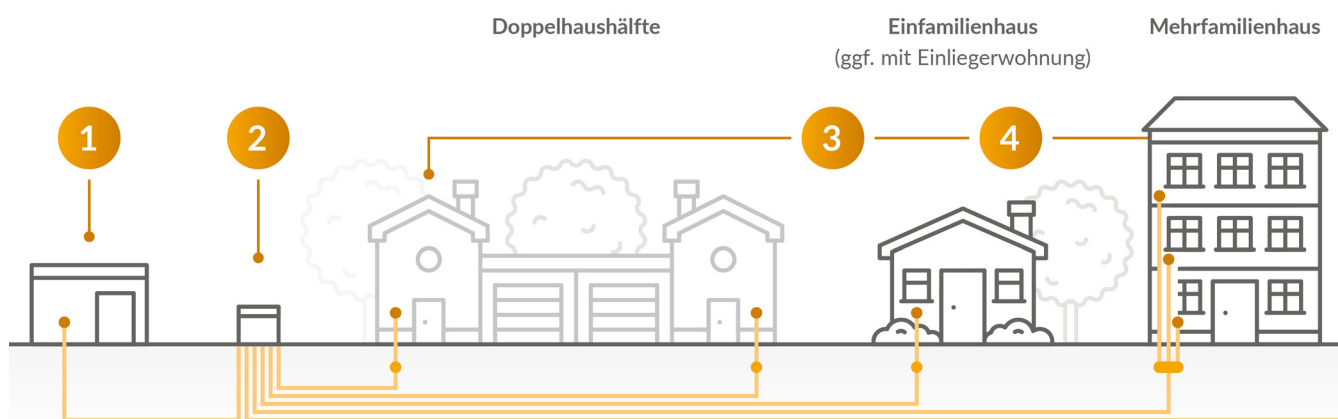 Doppelhaushälfte
Einfamilienhaus
(ggf. mit Einliegerwohnung)
Mehrfamilienhaus
1
2
3
4